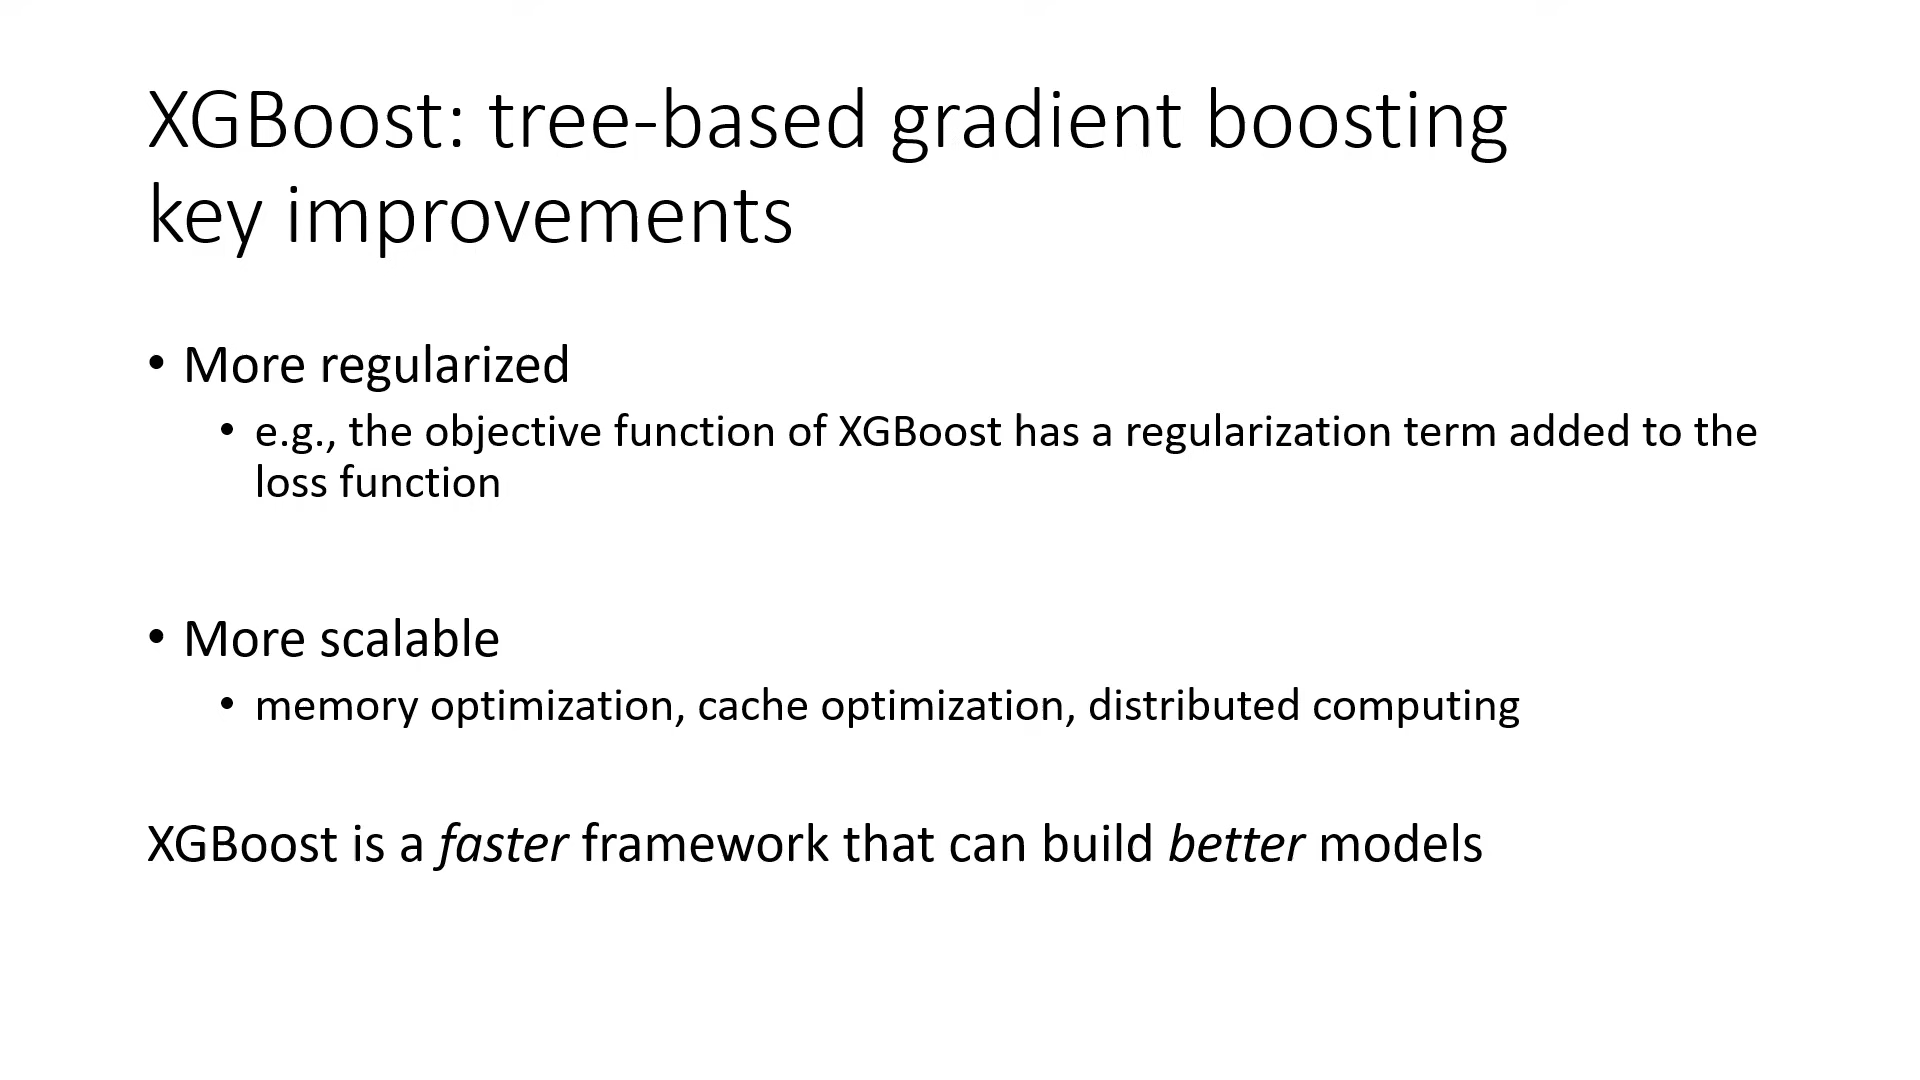 XGBoost: tree-based gradient boosting
key improvements
• More regularized
• e.g., the objective function of XGBoost has a regularization term added to the
loss function
• More scalable
• memory optimization, cache optimization, distributed computing
XGBoost is a faster framework that can build better models